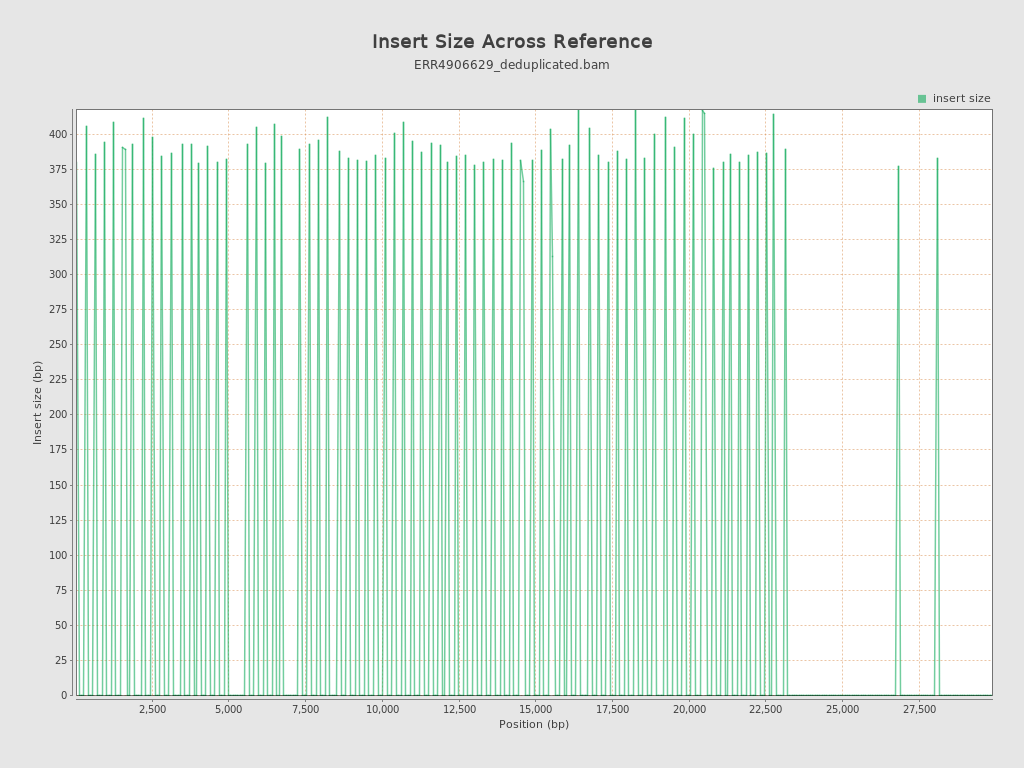 Insert Size Across Reference
ERR4906629_deduplicated.bam
insert size
Insert size (bp)
400
375
350
325
300
275
250
225
200
175
150
125
100
75
50
25
0
2,500 5,000 7,500 10,000 12,500 15,000 17,500 20,000 22,500 25,000 27,500
Position (bp)